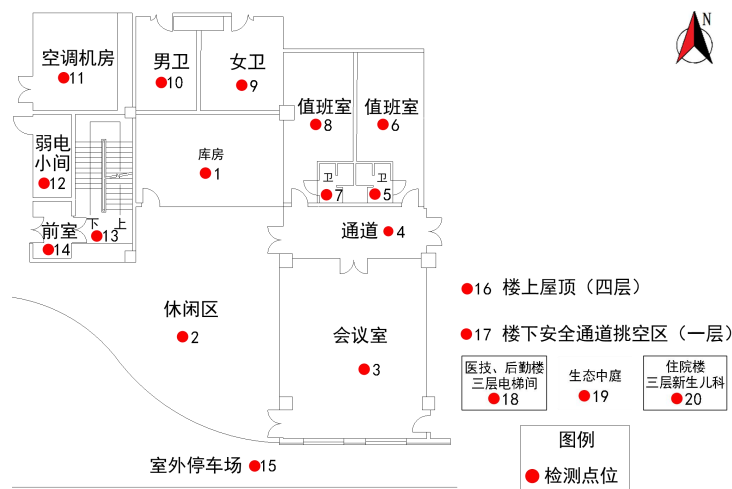 N
空调机房
11
男卫
10
女卫
9
值班室
8
值班室
6
弱电
小间
12
库房
1
卫
7
卫
5
前室
14
下 上
13
通道 4
休闲区
2
会议室
3
16 楼上屋顶（四层）
17 楼下安全通道挑空区（一层）
医技、后勤楼
三层电梯间
18
生态中庭
19
住院楼
三层新生儿科
20
室外停车场 15
图例
检测点位